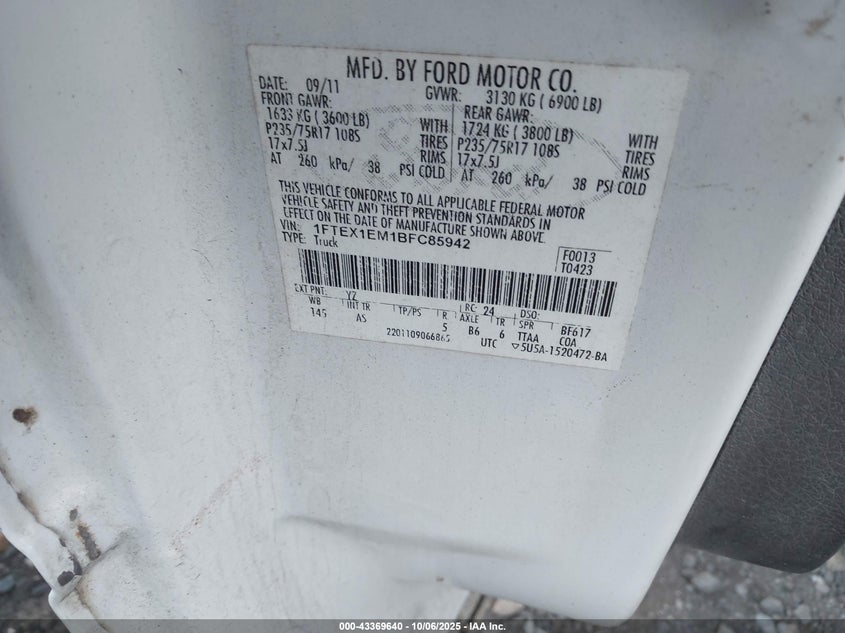 MFD. BY FORD MOTOR CO.
DATE: 09/11 GVWR: 3130 KG ( 6900 LB)
FRONT GAWR: REAR GAWR:
1633 KG ( 3600 LB) WITH 1724 KG ( 3800 LB) WITH
P235/75R17 108S TIRES P235/75R17 108S TIRES
17x7.5J RIMS 17x7.5J RIMS
AT 260 kPa/ 38 PSI COLD AT 260 kPa/ 38 PSI COLD
THIS VEHICLE CONFORMS TO ALL APPLICABLE FEDERAL MOTOR
VEHICLE SAFETY AND THEFT PREVENTION STANDARDS IN
EFFECT ON THE DATE OF MANUFACTURE SHOWN ABOVE.
VIN: 1FTEX1EM1BFC85942
TYPE: Truck
F0013
T0423
EXT PNT: YZ RC: 24 DSO:
WB INT TR TP/PS R AXLE TR SPR BF617
145 AS 5 B6 6 TTAA COA
UTC ▽5U5A-1520472-BA
000-43369640 - 10/06/2025 - IAA Inc.